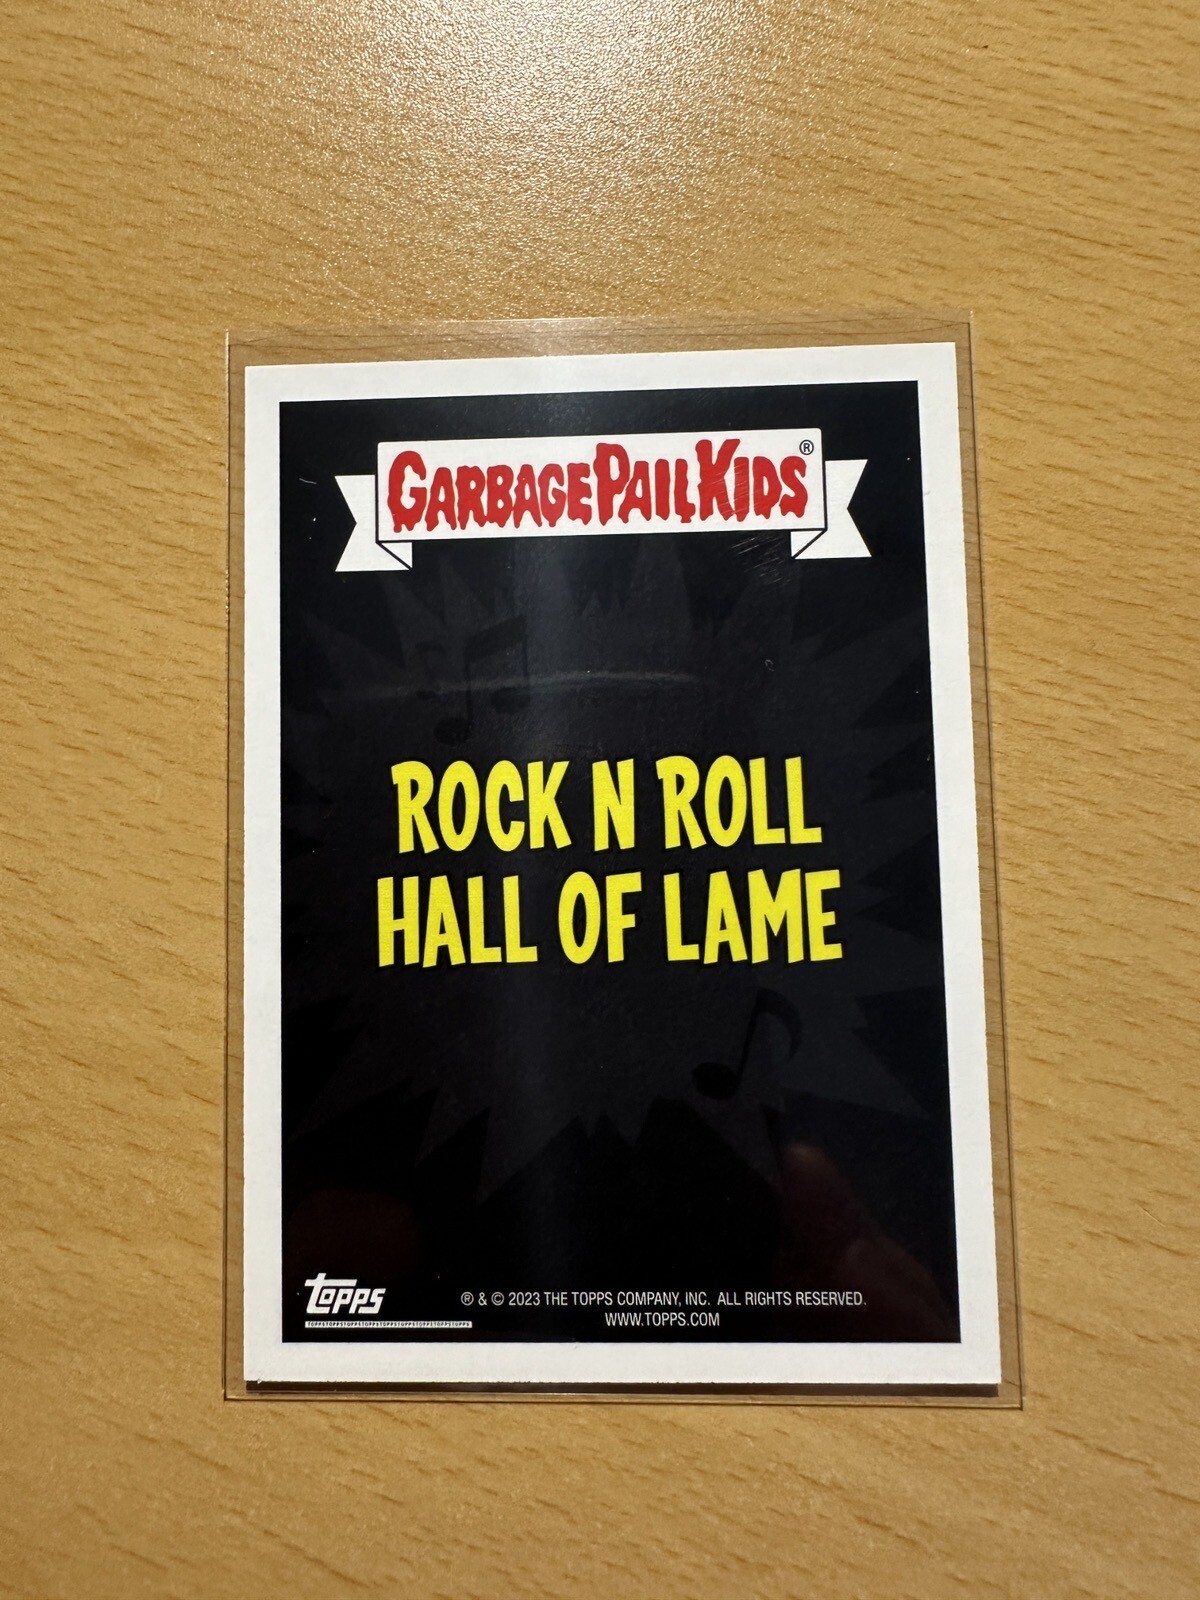 GARBAGE PAIL KIDS®
ROCK N ROLL
HALL OF LAME
topps
TOPPSTOPPSTOPPSTOPPSTOPPSTOPPSTOPPSTOPPSTOPPS
® & © 2023 THE TOPPS COMPANY, INC. ALL RIGHTS RESERVED.
WWW.TOPPS.COM